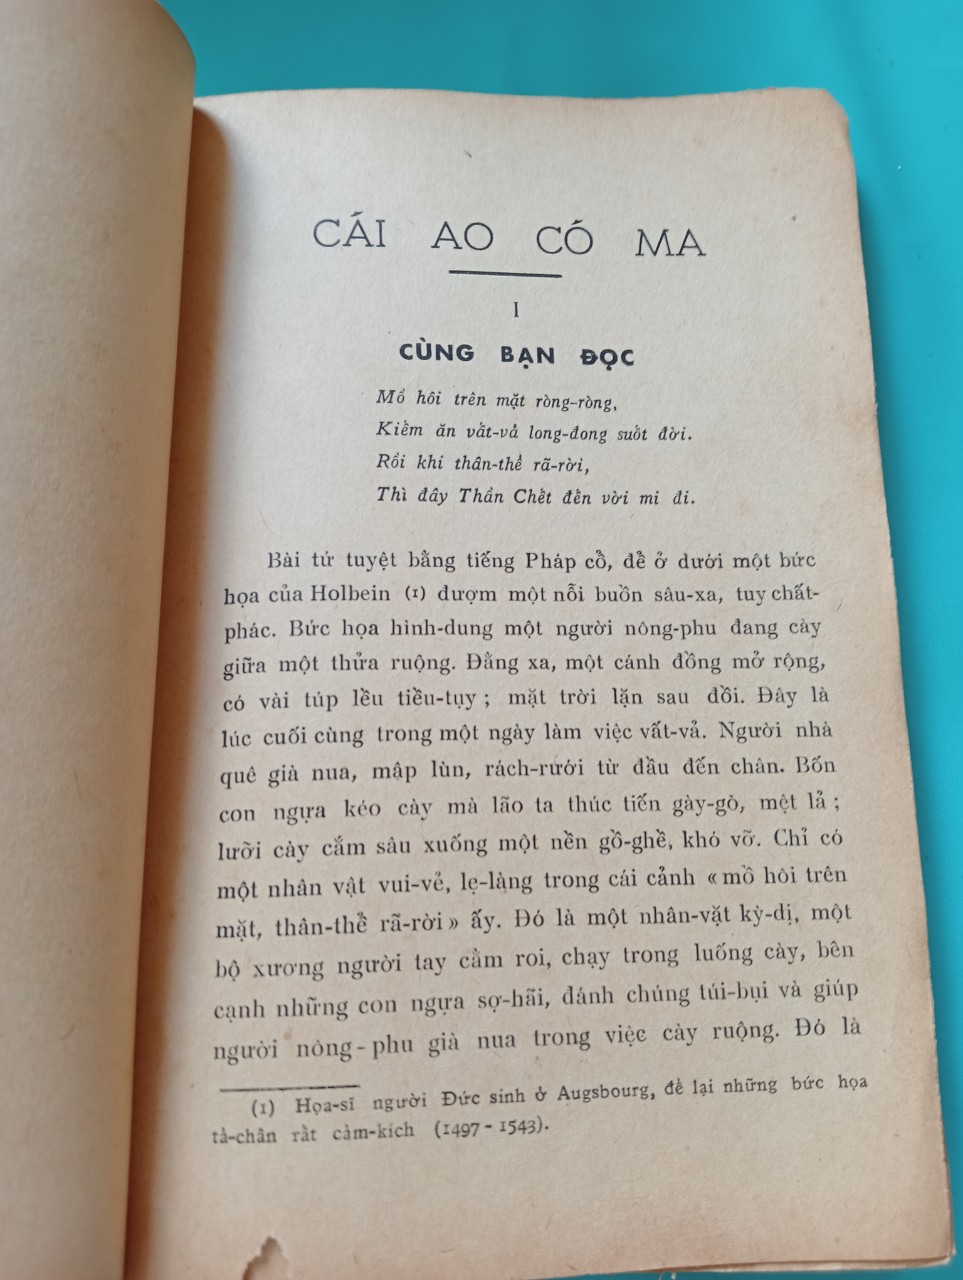 CÁI AO CÓ MA
I
CÙNG BẠN ĐỌC
Mồ hôi trên mặt ròng-ròng,
Kiếm ăn vất-vả long-đong suốt đời.
Rồi khi thân-thể rã-rời,
Thì đây Thần Chết đến vời mi đi.
Bài tứ tuyệt bằng tiếng Pháp cổ, đề ở dưới một bức
họa của Holbein (1) đượm một nỗi buồn sâu-xa, tuy chất-
phác. Bức họa hình-dung một người nông-phu đang cày
giữa một thửa ruộng. Đằng xa, một cánh đồng mở rộng,
có vài túp lều tiều-tụy ; mặt trời lặn sau đồi. Đây là
lúc cuối cùng trong một ngày làm việc vất-vả. Người nhà
quê già nua, mập lùn, rách-rưới từ đầu đến chân. Bốn
con ngựa kéo cày mà lão ta thúc tiến gày-gò, mệt lả ;
lưỡi cày cắm sâu xuống một nền gồ-ghề, khó vỡ. Chỉ có
một nhân vật vui-vẻ, lẹ-làng trong cái cảnh « mồ hôi trên
mặt, thân-thể rã-rời » ấy. Đó là một nhân-vật kỳ-dị, một
bộ xương người tay cầm roi, chạy trong luống cày, bên
cạnh những con ngựa sợ-hãi, đánh chúng túi-bụi và giúp
người nông-phu già nua trong việc cày ruộng. Đó là
(1) Họa-sĩ người Đức sinh ở Augsbourg, để lại những bức họa
tả-chân rất cảm-kích (1497-1543).